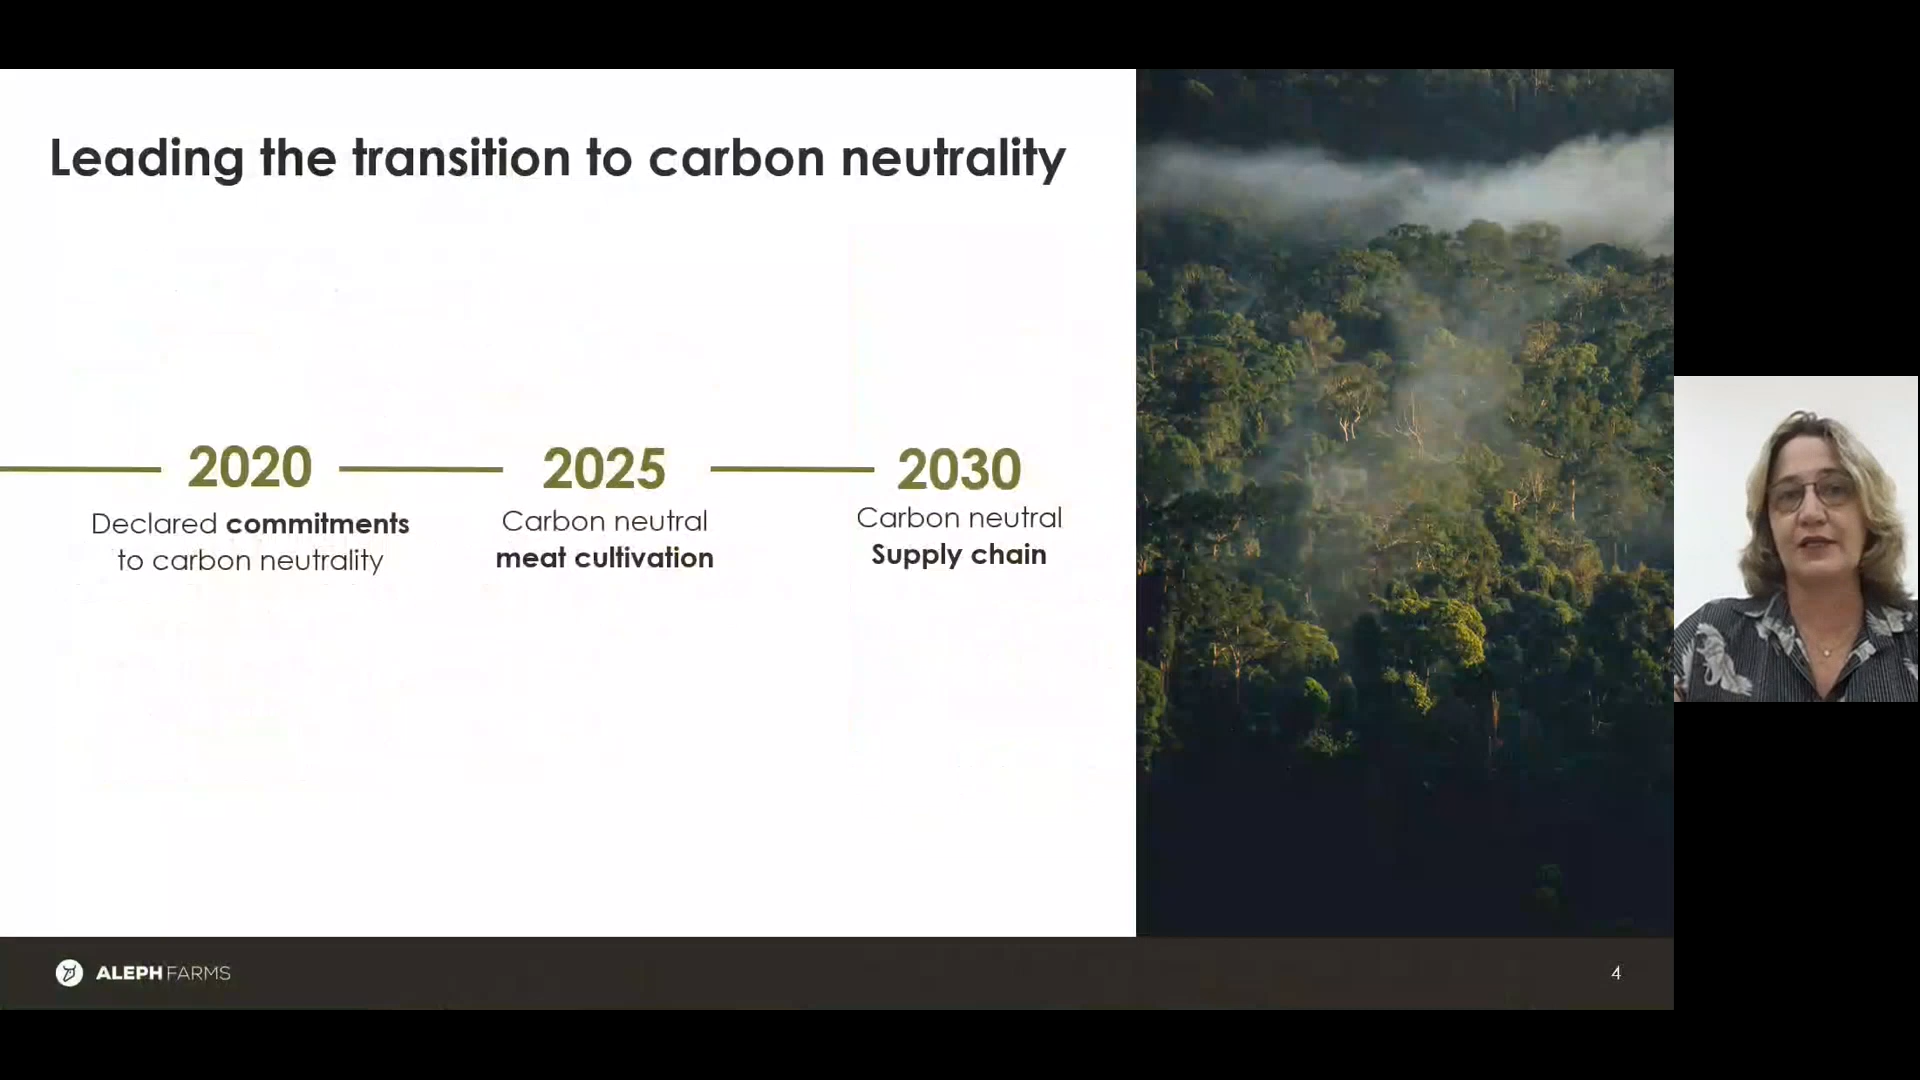 Leading the transition to carbon neutrality
2020
Declared commitments
to carbon neutrality
2025
Carbon neutral
meat cultivation
2030
Carbon neutral
Supply chain
ALEPH FARMS
4